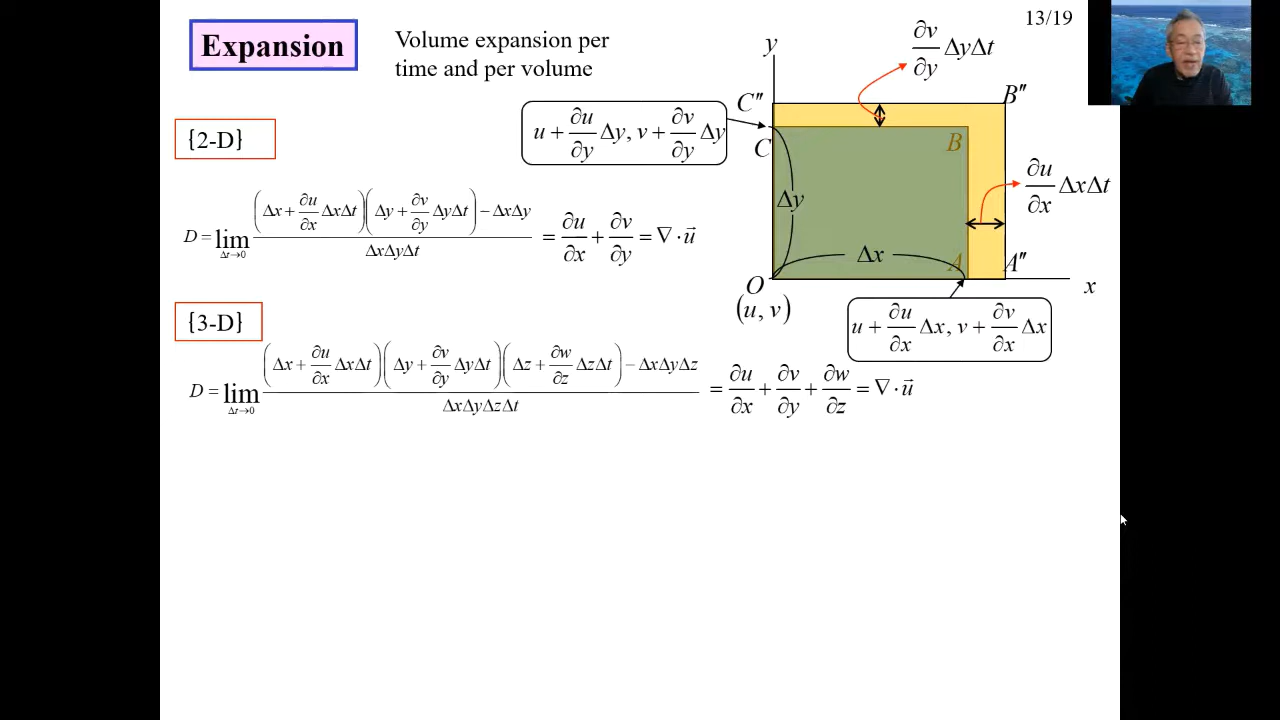 13/19
Expansion
Volume expansion per
time and per volume
{2-D}
D = lim_{Δt→0} ((Δx + ∂u/∂x ΔxΔt)(Δy + ∂v/∂y ΔyΔt) − ΔxΔy) / (ΔxΔyΔt) = ∂u/∂x + ∂v/∂y = ∇·u⃗
{3-D}
D = lim_{Δt→0} ((Δx + ∂u/∂x ΔxΔt)(Δy + ∂v/∂y ΔyΔt)(Δz + ∂w/∂z ΔzΔt) − ΔxΔyΔz) / (ΔxΔyΔzΔt) = ∂u/∂x + ∂v/∂y + ∂w/∂z = ∇·u⃗
y
∂v/∂y ΔyΔt
C″
B″
u + ∂u/∂y Δy, v + ∂v/∂y Δy
C
B
∂u/∂x ΔxΔt
Δy
Δx
A
A″
O
x
(u, v)
u + ∂u/∂x Δx, v + ∂v/∂x Δx